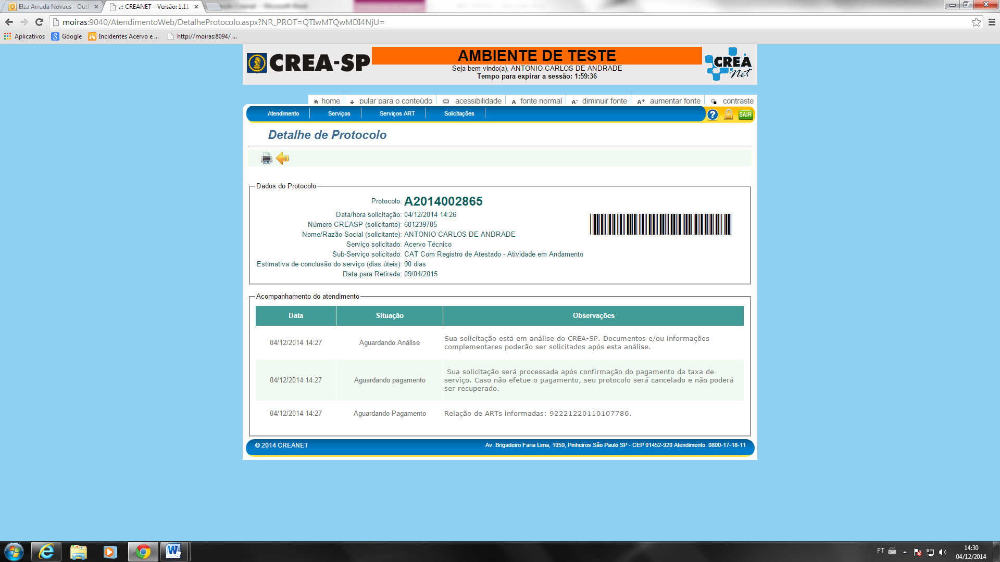 Elza Arruda Novaes - Outl
.:: CREANET - Versão: 1.11
Microsoft Word
moiras:9040/AtendimentoWeb/DetalheProtocolo.aspx?NR_PROT=QTIwMTQwMDI4NjU=
Aplicativos
Google
Incidentes Acervo e ...
http://moiras:8094/ ...
CREA-SP
AMBIENTE DE TESTE
Seja bem vindo(a), ANTONIO CARLOS DE ANDRADE
Tempo para expirar a sessão: 1:59:36
CREA
Net
home
pular para o conteúdo
acessibilidade
A fonte normal
A- diminuir fonte
A+ aumentar fonte
contraste
Atendimento
Serviços
Serviços ART
Solicitações
?
SAIR
Detalhe de Protocolo
Dados do Protocolo
Protocolo: A2014002865
Data/hora solicitação: 04/12/2014 14:26
Número CREASP (solicitante): 601239705
Nome/Razão Social (solicitante): ANTONIO CARLOS DE ANDRADE
Serviço solicitado: Acervo Técnico
Sub-Serviço solicitado: CAT Com Registro de Atestado - Atividade em Andamento
Estimativa de conclusão do serviço (dias úteis): 90 dias
Data para Retirada: 09/04/2015
Acompanhamento do atendimento
Data Situação Observações
04/12/2014 14:27 Aguardando Análise
Sua solicitação está em análise do CREA-SP. Documentos e/ou informações
complementares poderão ser solicitados após esta análise.
04/12/2014 14:27 Aguardando pagamento
Sua solicitação será processada após confirmação do pagamento da taxa de
serviço. Caso não efetue o pagamento, seu protocolo será cancelado e não poderá
ser recuperado.
04/12/2014 14:27 Aguardando Pagamento Relação de ARTs informadas: 92221220110107786.
© 2014 CREANET
Av. Brigadeiro Faria Lima, 1059, Pinheiros São Paulo SP - CEP 01452-920 Atendimento: 0800-17-18-11
PT
14:30
04/12/2014